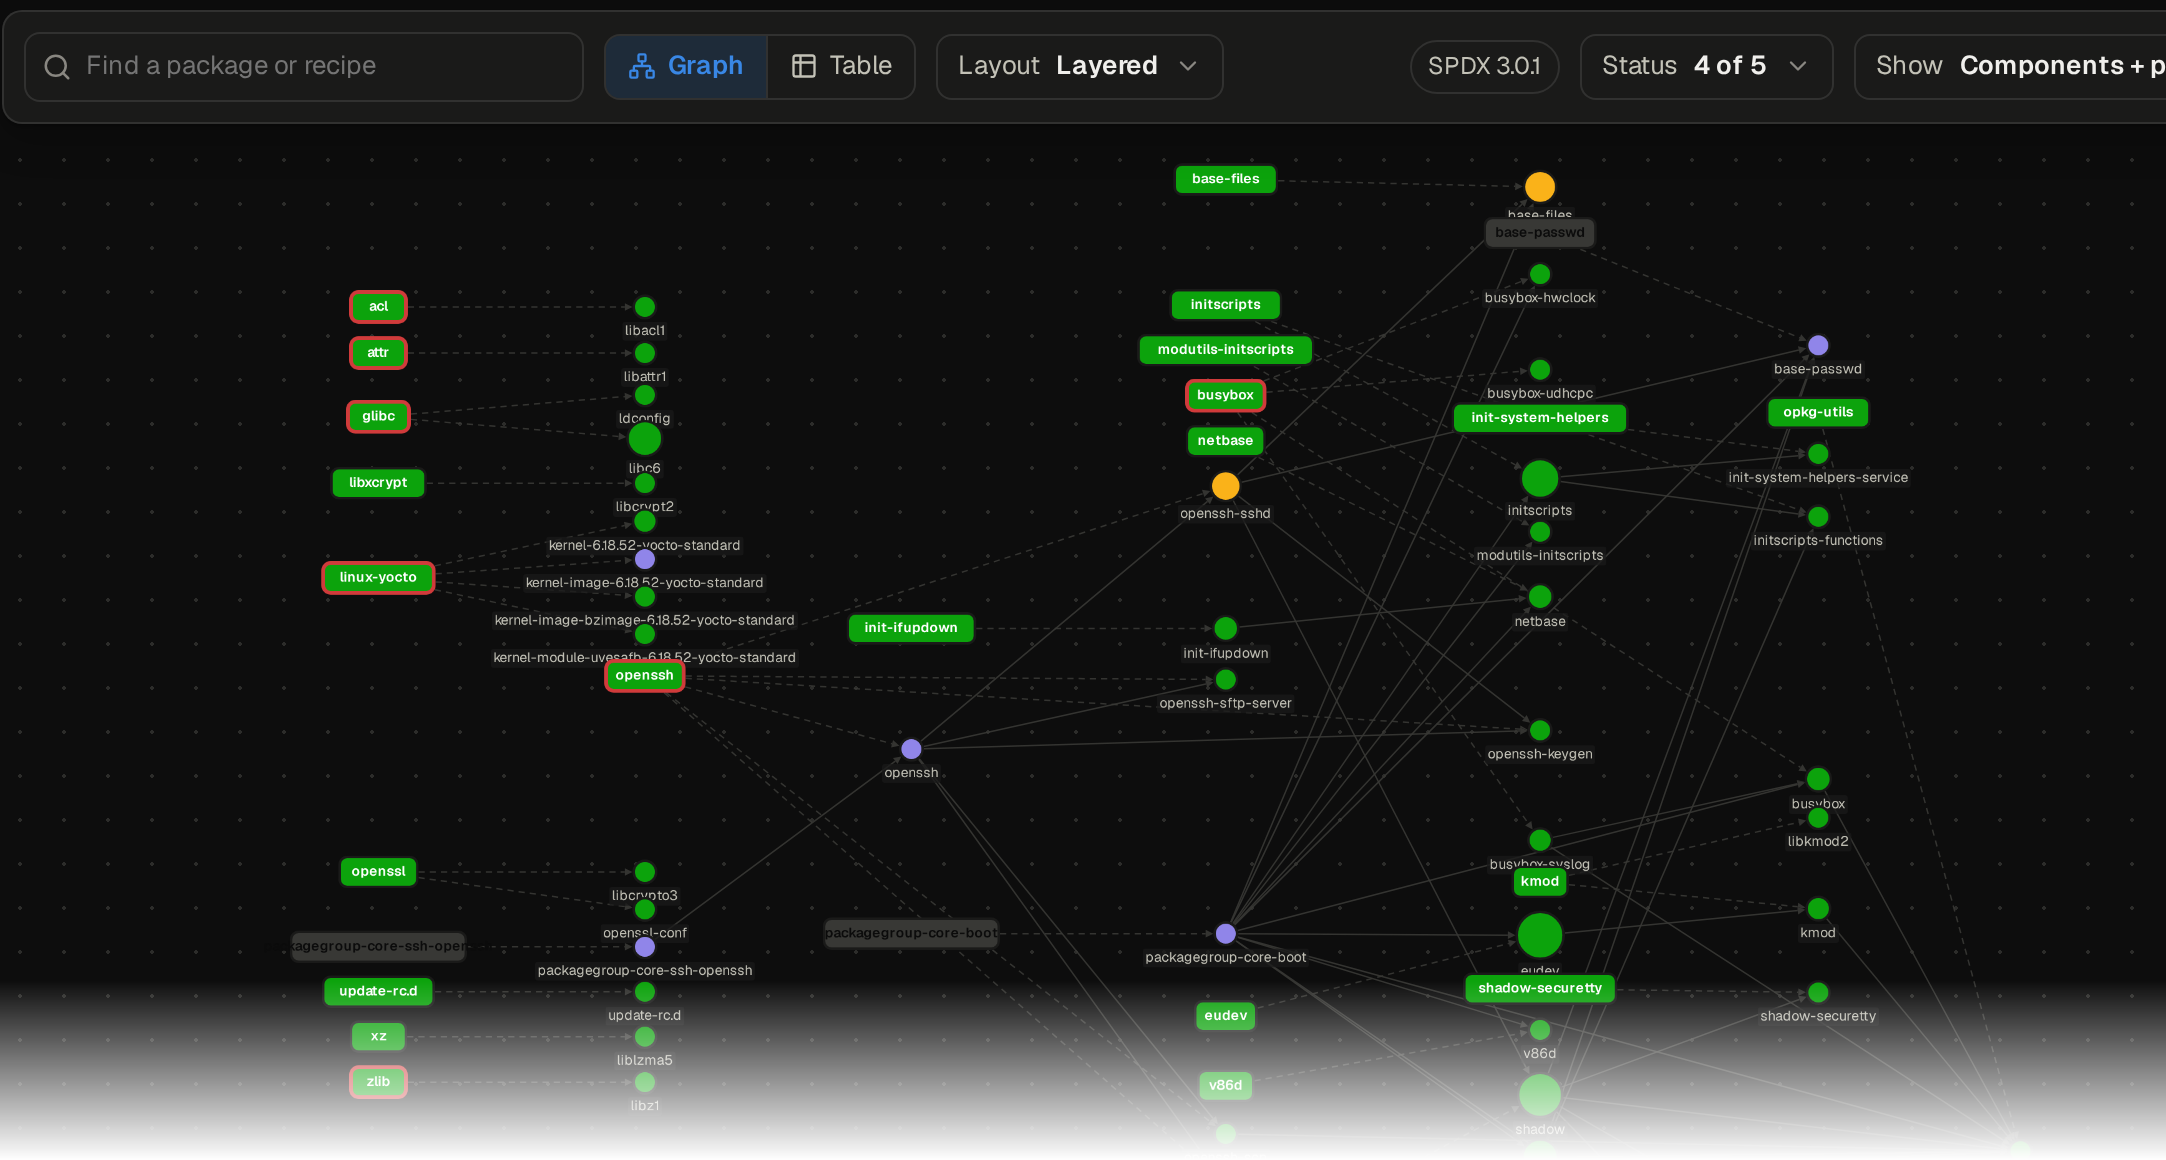 Find a package or recipe
Graph
Table
Layout Layered
SPDX 3.0.1
Status 4 of 5
Show Components + p
base-files
base-files
base-passwd
busybox-hwclock
acl
libacl1
initscripts
attr
libattr1
modutils-initscripts
base-passwd
busybox
busybox-udhcpc
glibc
ldconfig
init-system-helpers
opkg-utils
netbase
libc6
libxcrypt
init-system-helpers-service
libcrypt2
openssh-sshd
initscripts
kernel-6.18.52-yocto-standard
initscripts-functions
modutils-initscripts
linux-yocto
kernel-image-6.18.52-yocto-standard
kernel-image-bzimage-6.18.52-yocto-standard
init-ifupdown
netbase
kernel-module-uvesafb-6.18.52-yocto-standard
init-ifupdown
openssh
openssh-sftp-server
openssh-keygen
openssh
busybox
libkmod2
openssl
busybox-syslog
kmod
libcrypto3
openssl-conf
packagegroup-core-boot
kmod
kagegroup-core-ssh-oper
packagegroup-core-ssh-openssh
packagegroup-core-boot
eudev
update-rc.d
shadow-securetty
update-rc.d
eudev
shadow-securetty
xz
liblzma5
v86d
zlib
libz1
v86d
shadow